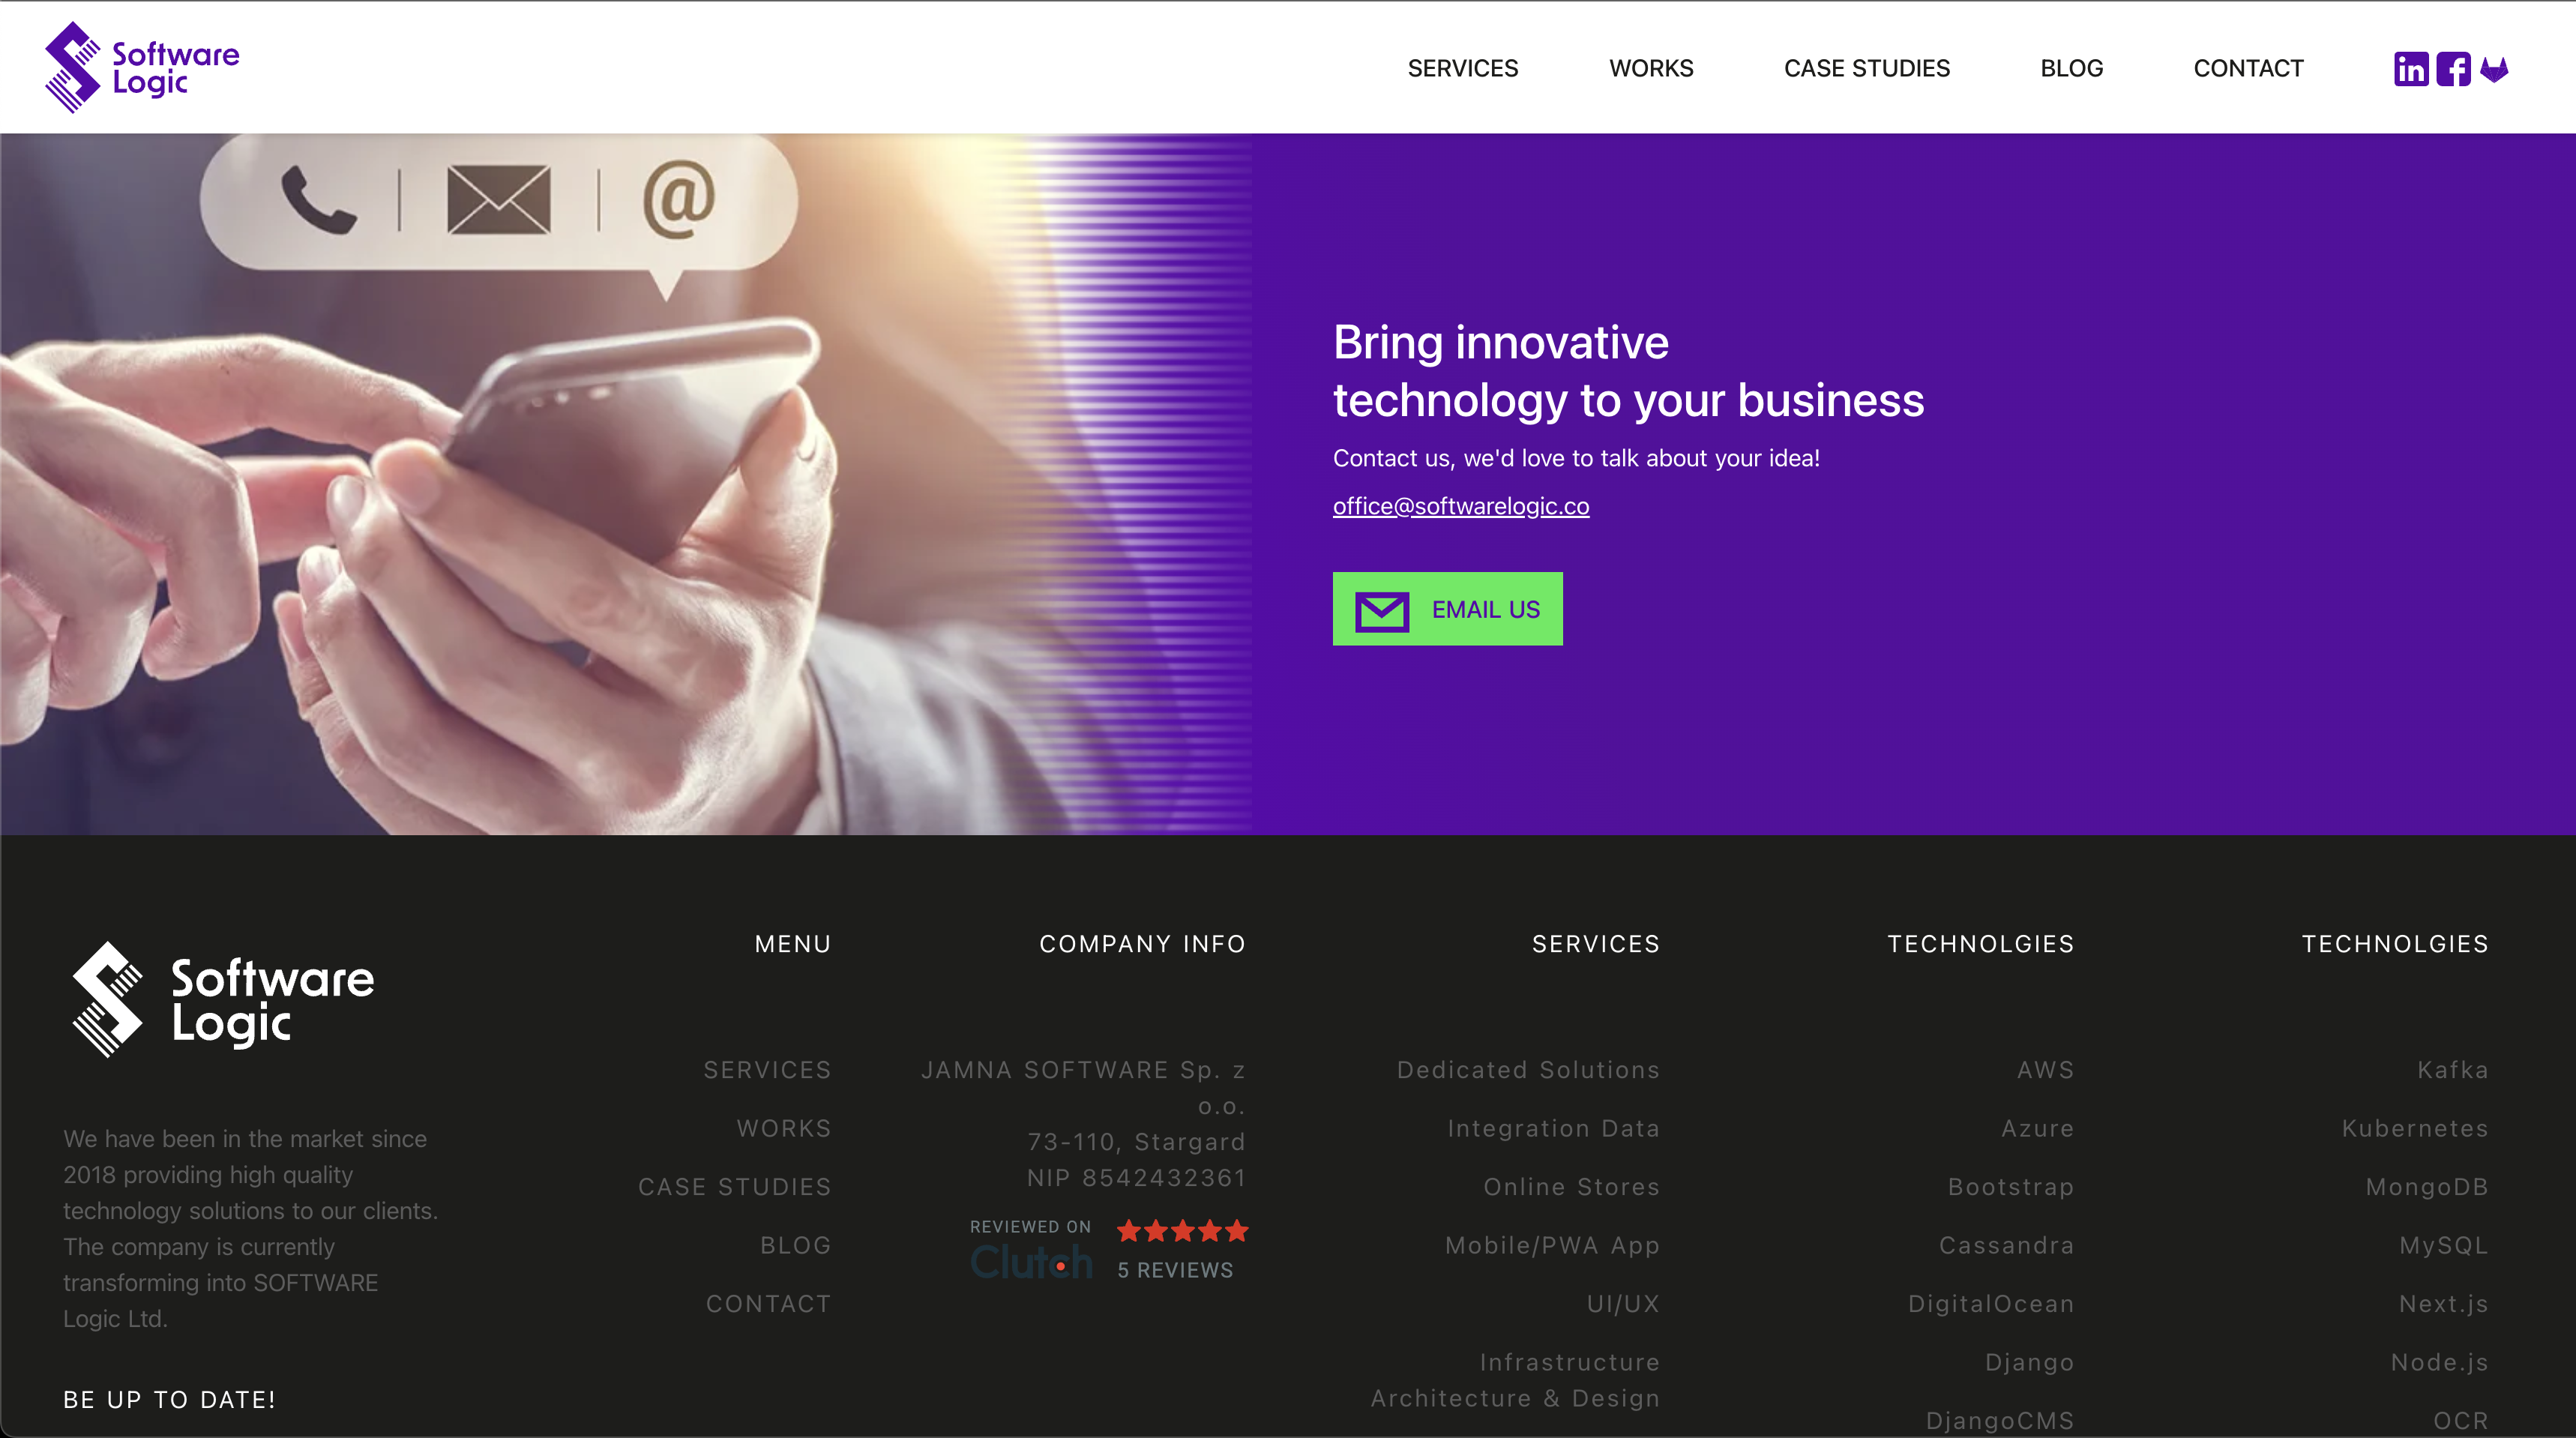 Software
Logic
SERVICES
WORKS
CASE STUDIES
BLOG
CONTACT
in
f
@
Bring innovative
technology to your business
Contact us, we'd love to talk about your idea!
office@softwarelogic.co
EMAIL US
Software
Logic
We have been in the market since
2018 providing high quality
technology solutions to our clients.
The company is currently
transforming into SOFTWARE
Logic Ltd.
BE UP TO DATE!
MENU
SERVICES
WORKS
CASE STUDIES
BLOG
CONTACT
COMPANY INFO
JAMNA SOFTWARE Sp. z
o.o.
73-110, Stargard
NIP 8542432361
REVIEWED ON
Clutch
5 REVIEWS
SERVICES
Dedicated Solutions
Integration Data
Online Stores
Mobile/PWA App
UI/UX
Infrastructure
Architecture & Design
TECHNOLGIES
AWS
Azure
Bootstrap
Cassandra
DigitalOcean
Django
DjangoCMS
TECHNOLGIES
Kafka
Kubernetes
MongoDB
MySQL
Next.js
Node.js
OCR